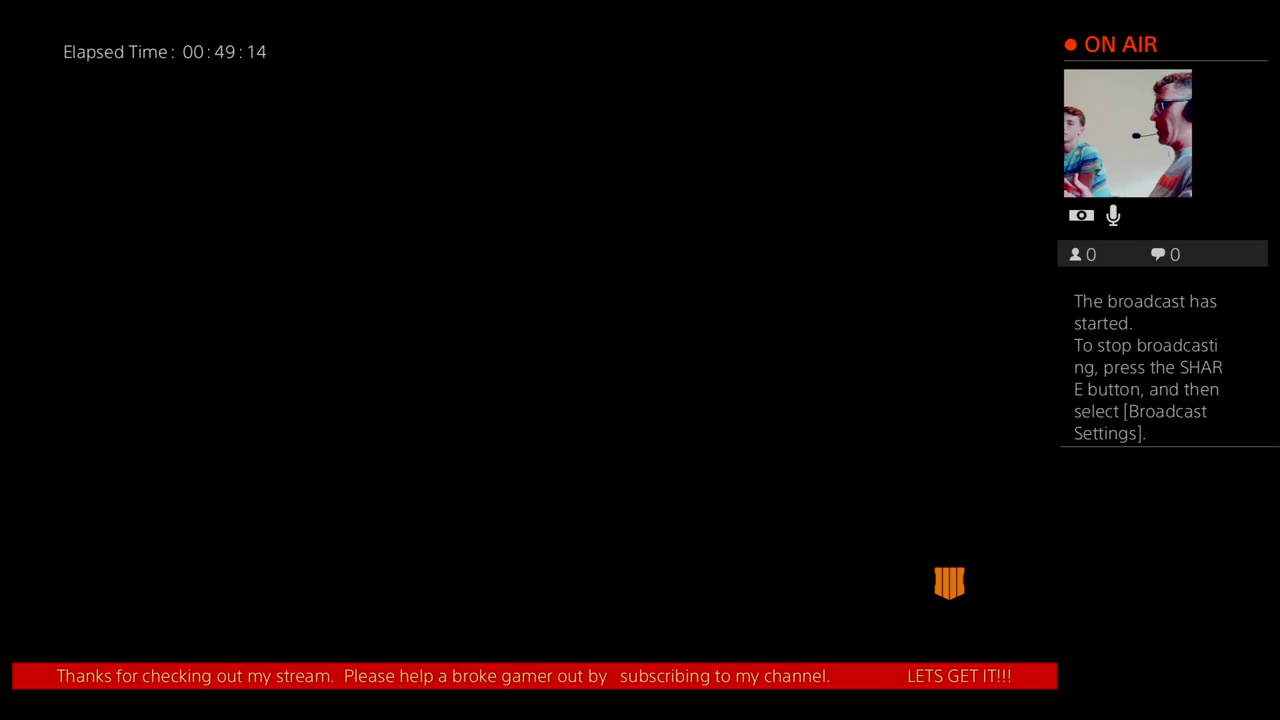 Elapsed Time: 00:49:14
ON AIR
0 0
The broadcast has
started.
To stop broadcasti
ng, press the SHAR
E button, and then
select [Broadcast
Settings].
Thanks for checking out my stream. Please help a broke gamer out by subscribing to my channel. LETS GET IT!!!